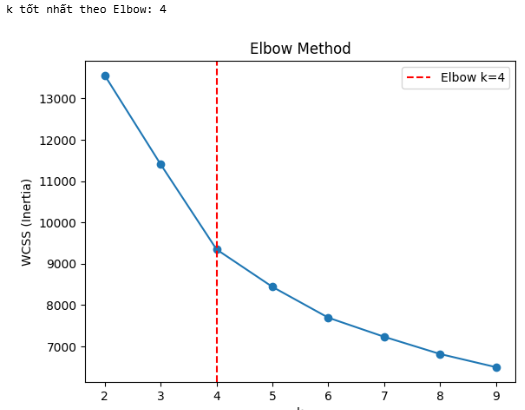 k tốt nhất theo Elbow: 4
Elbow Method
Elbow k=4
WCSS (Inertia)
13000
12000
11000
10000
9000
8000
7000
2 3 4 5 6 7 8 9